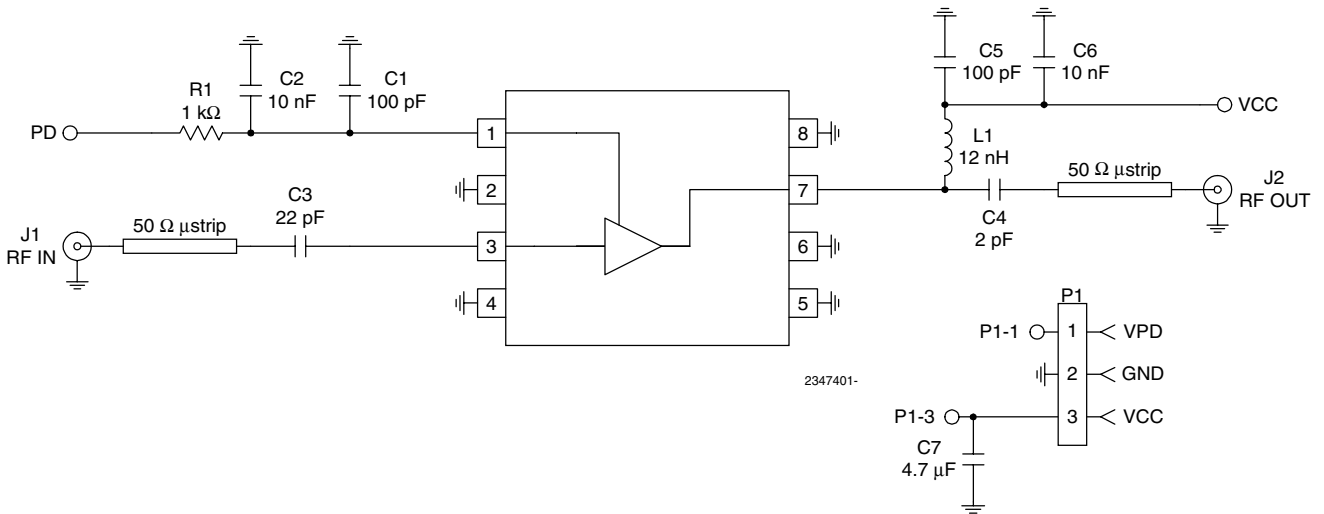 C5
100 pF
C6
10 nF
R1
1 kΩ
C2
10 nF
C1
100 pF
PD
VCC
L1
12 nH
1
8
2
7
3
6
4
5
C3
22 pF
50 Ω μstrip
J1
RF IN
C4
2 pF
50 Ω μstrip
J2
RF OUT
2347401-
P1
P1-1
1
VPD
2
GND
P1-3
3
VCC
C7
4.7 μF